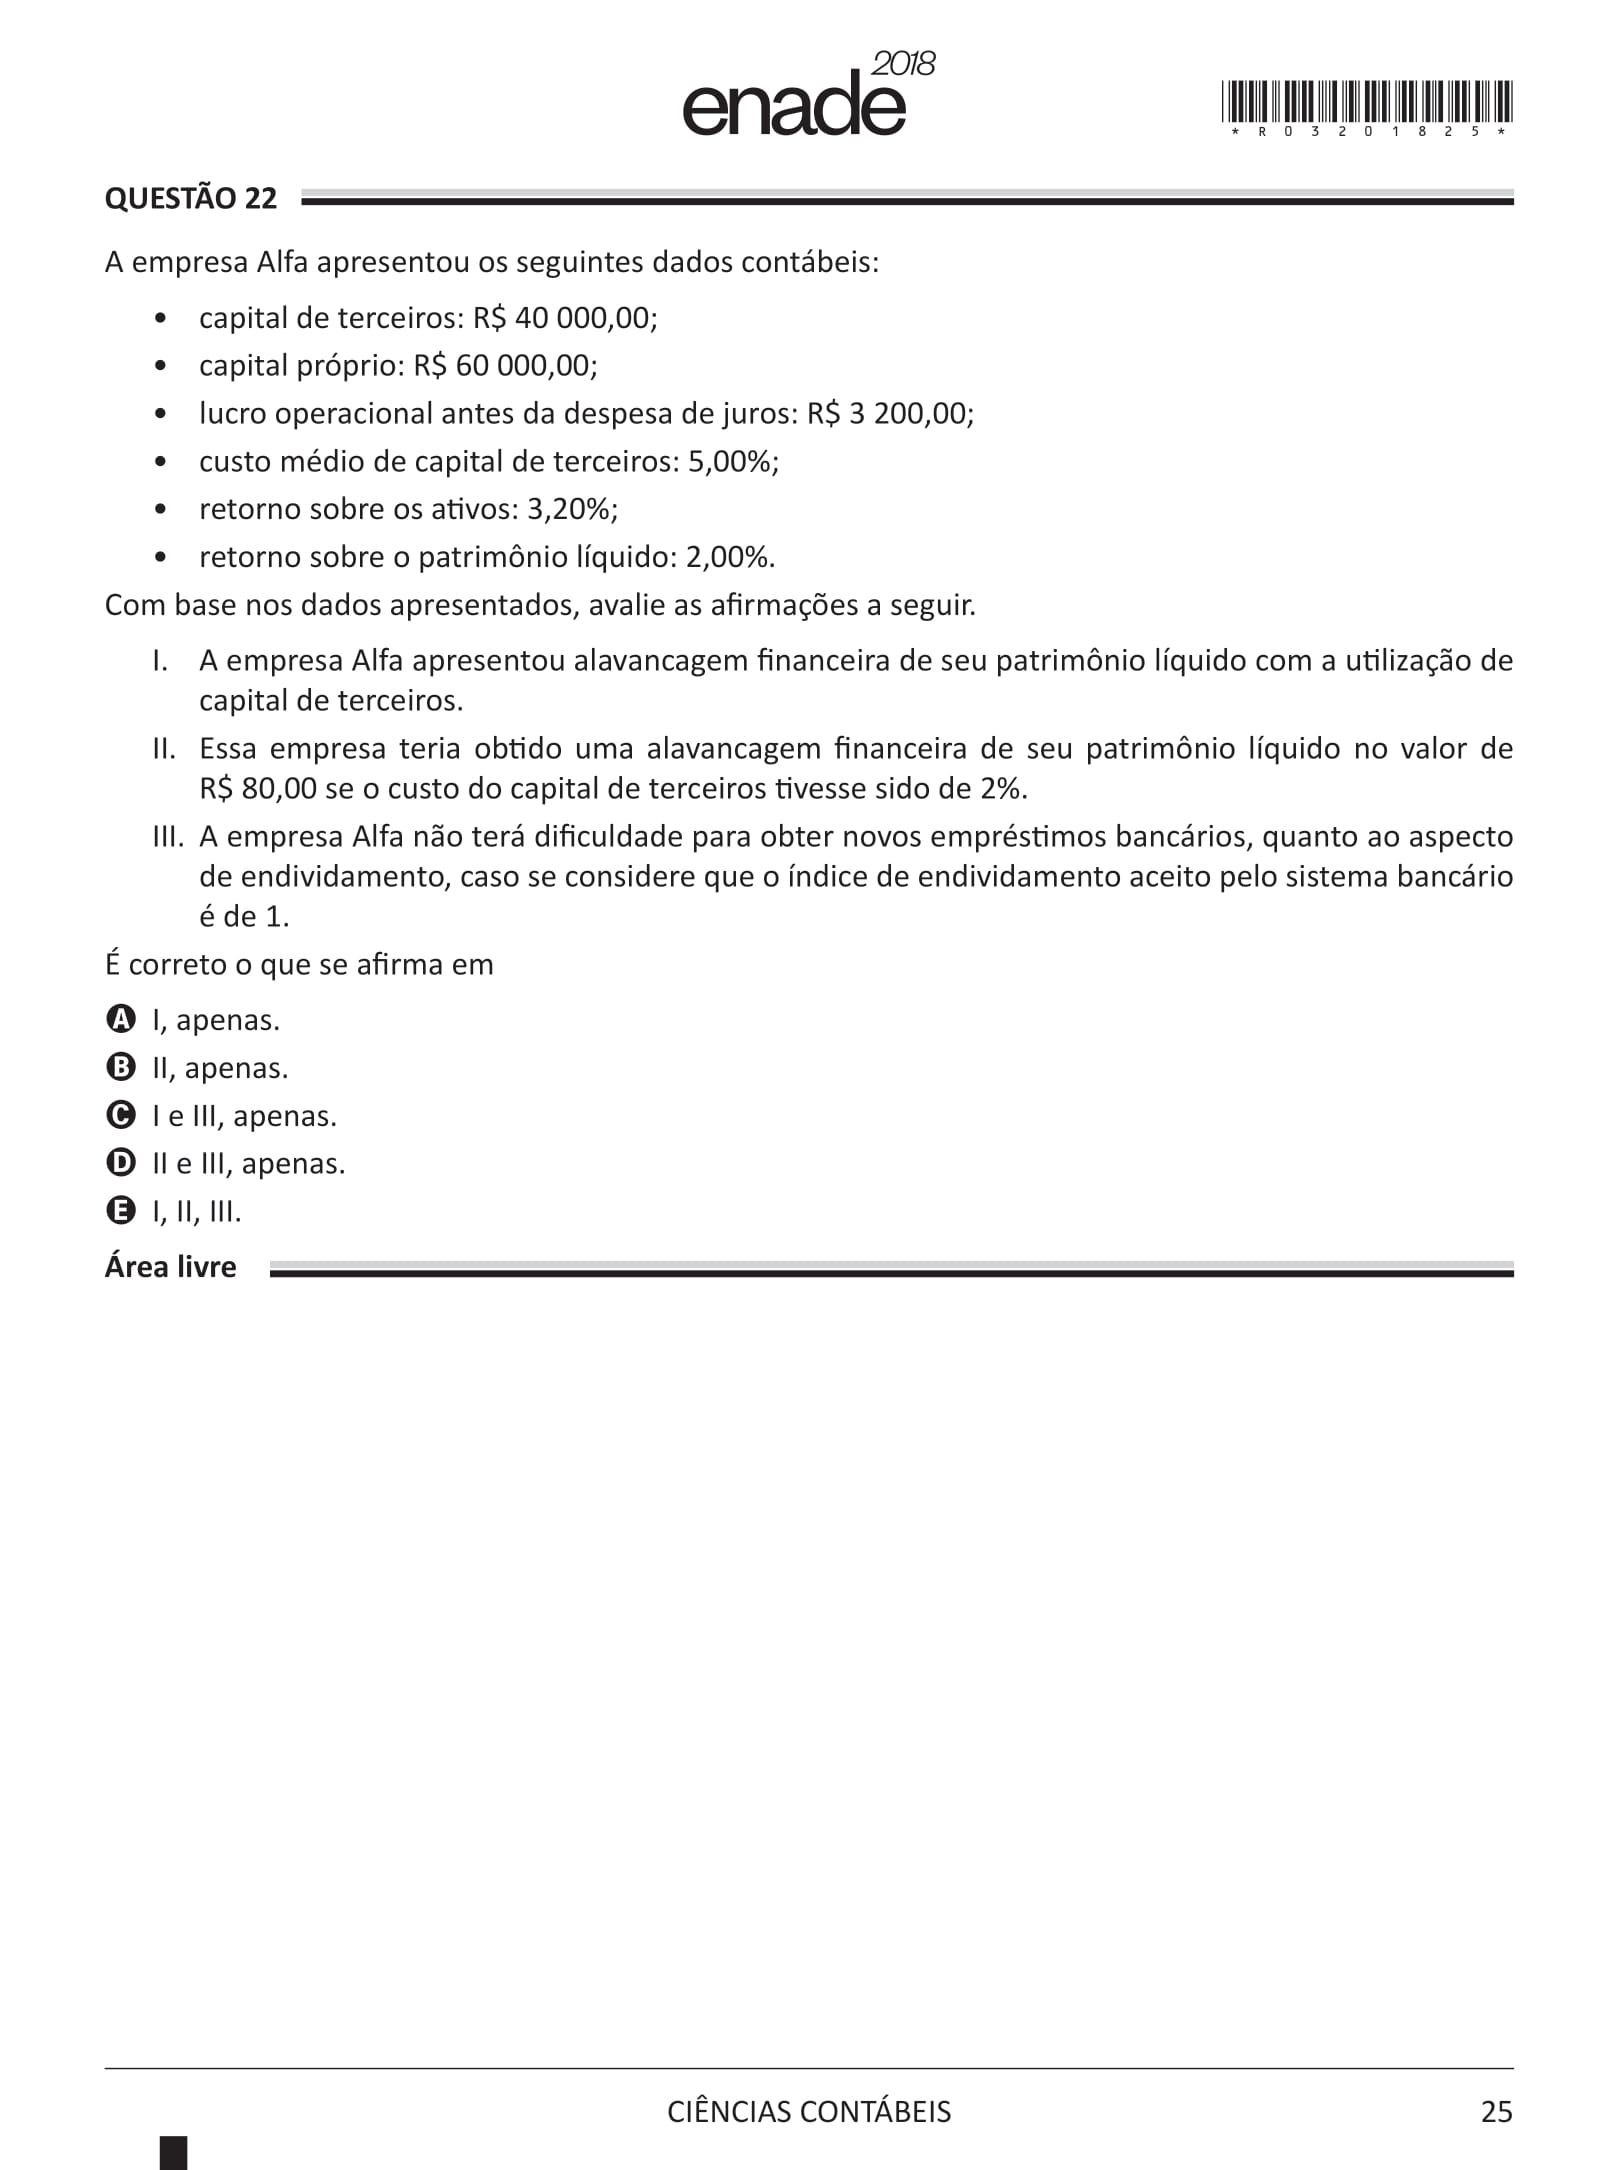 enade 2018
* R 0 3 2 0 1 8 2 5 *
QUESTÃO 22
A empresa Alfa apresentou os seguintes dados contábeis:
• capital de terceiros: R$ 40 000,00;
• capital próprio: R$ 60 000,00;
• lucro operacional antes da despesa de juros: R$ 3 200,00;
• custo médio de capital de terceiros: 5,00%;
• retorno sobre os ativos: 3,20%;
• retorno sobre o patrimônio líquido: 2,00%.
Com base nos dados apresentados, avalie as afirmações a seguir.
I. A empresa Alfa apresentou alavancagem financeira de seu patrimônio líquido com a utilização de
capital de terceiros.
II. Essa empresa teria obtido uma alavancagem financeira de seu patrimônio líquido no valor de
R$ 80,00 se o custo do capital de terceiros tivesse sido de 2%.
III. A empresa Alfa não terá dificuldade para obter novos empréstimos bancários, quanto ao aspecto
de endividamento, caso se considere que o índice de endividamento aceito pelo sistema bancário
é de 1.
É correto o que se afirma em
A I, apenas.
B II, apenas.
C I e III, apenas.
D II e III, apenas.
E I, II, III.
Área livre
CIÊNCIAS CONTÁBEIS
25